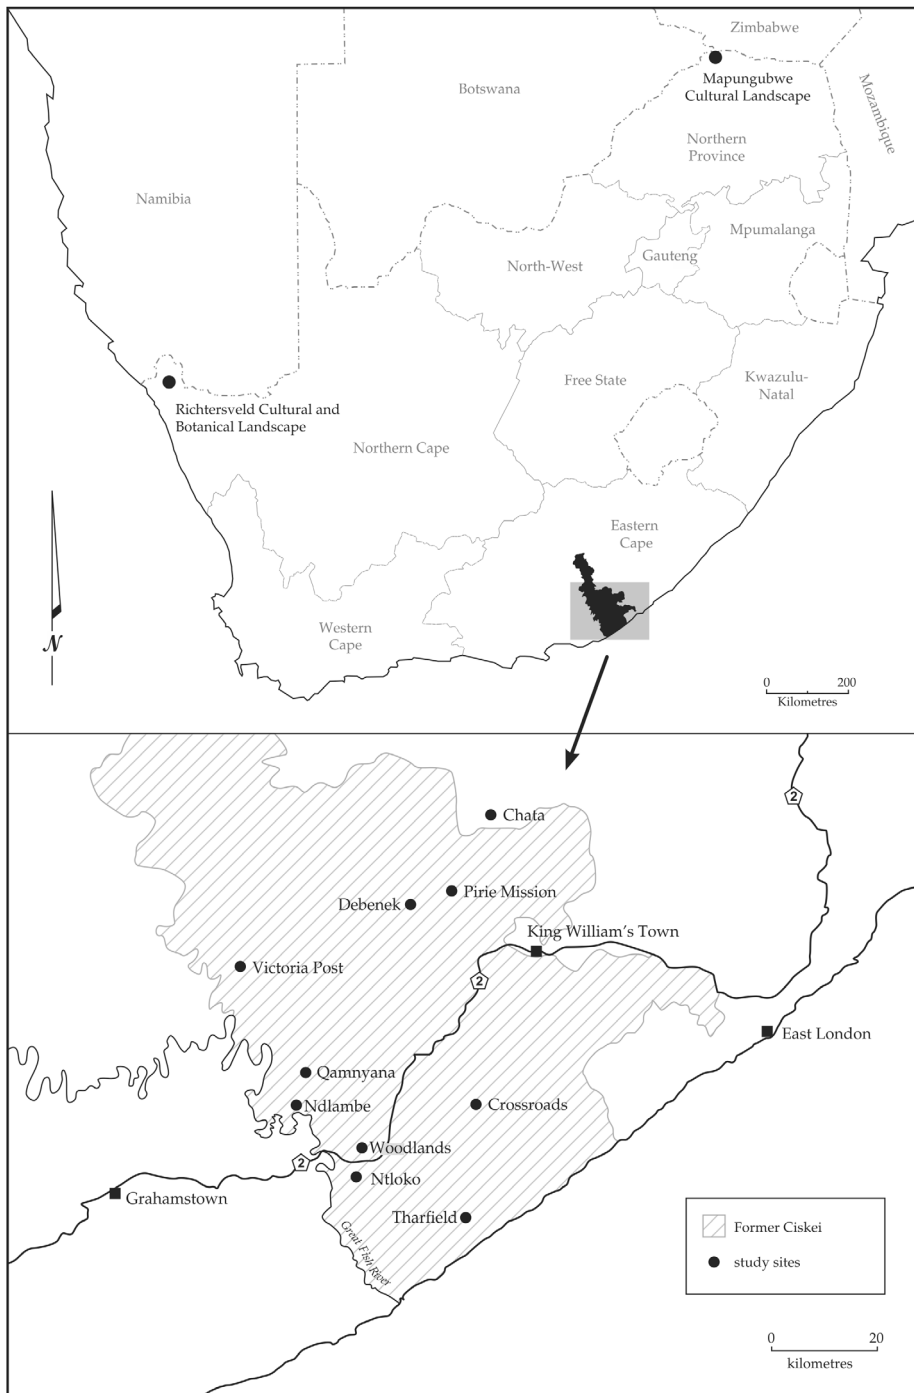 Zimbabwe
Mapungubwe
Cultural Landscape
Mozambique
Botswana
Northern
Province
Namibia
Mpumalanga
Gauteng
North-West
Free State
Kwazulu-
Natal
Richtersveld Cultural and
Botanical Landscape
Northern Cape
Eastern
Cape
Western
Cape
N
0 200
Kilometres
2
Chata
Pirie Mission
Debenek
King William's Town
Victoria Post
2
East London
Qamnyana
Ndlambe
Crossroads
Woodlands
2
Ntloko
Grahamstown
Tharfield
Great Fish River
Former Ciskei
study sites
0 20
kilometres